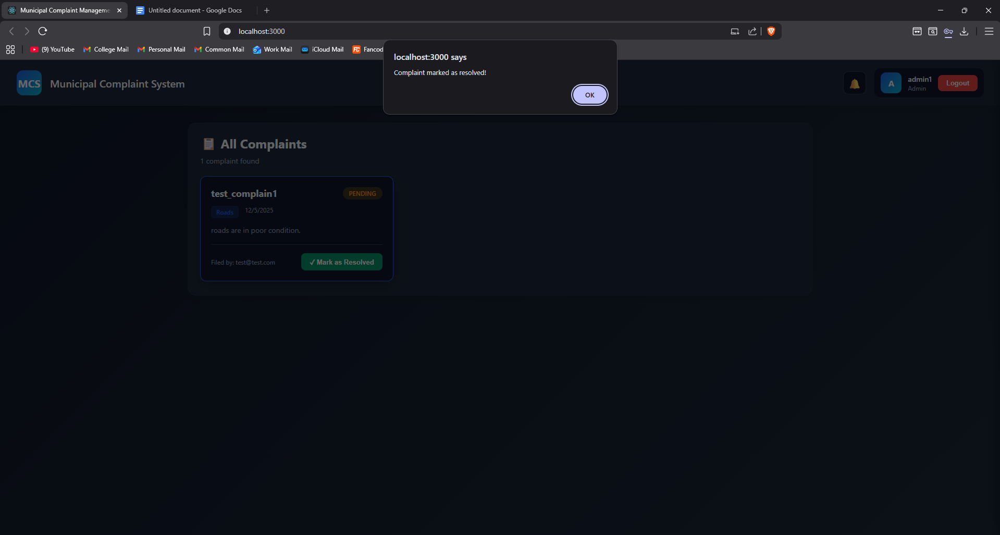 Municipal Complaint Manageme
Untitled document - Google Docs
localhost:3000
(9) YouTube
College Mail
Personal Mail
Common Mail
Work Mail
iCloud Mail
FC Fancod
localhost:3000 says
Complaint marked as resolved!
OK
MCS Municipal Complaint System
A
admin1
Admin
Logout
All Complaints
1 complaint found
test_complain1
PENDING
Roads
12/5/2025
roads are in poor condition.
Filed by: test@test.com
✓ Mark as Resolved